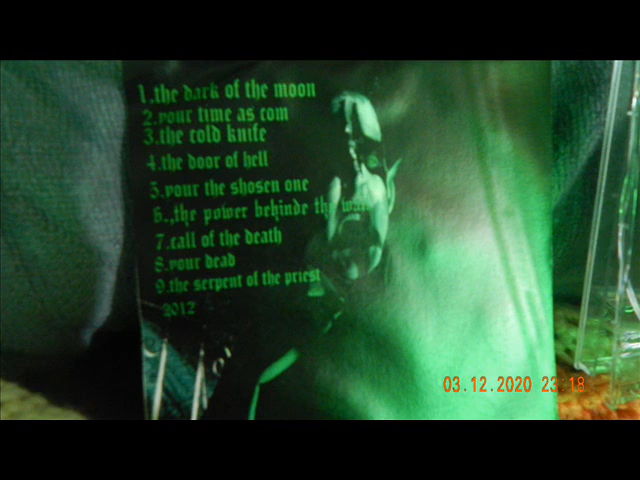 1.the dark of the moon
2.your time as com
3.the cold knife
4.the door of hell
5.your the shosen one
6.,the power behinde the wall
7.call of the death
8.your dead
9.the serpent of the priest
2012
03.12.2020 23:18